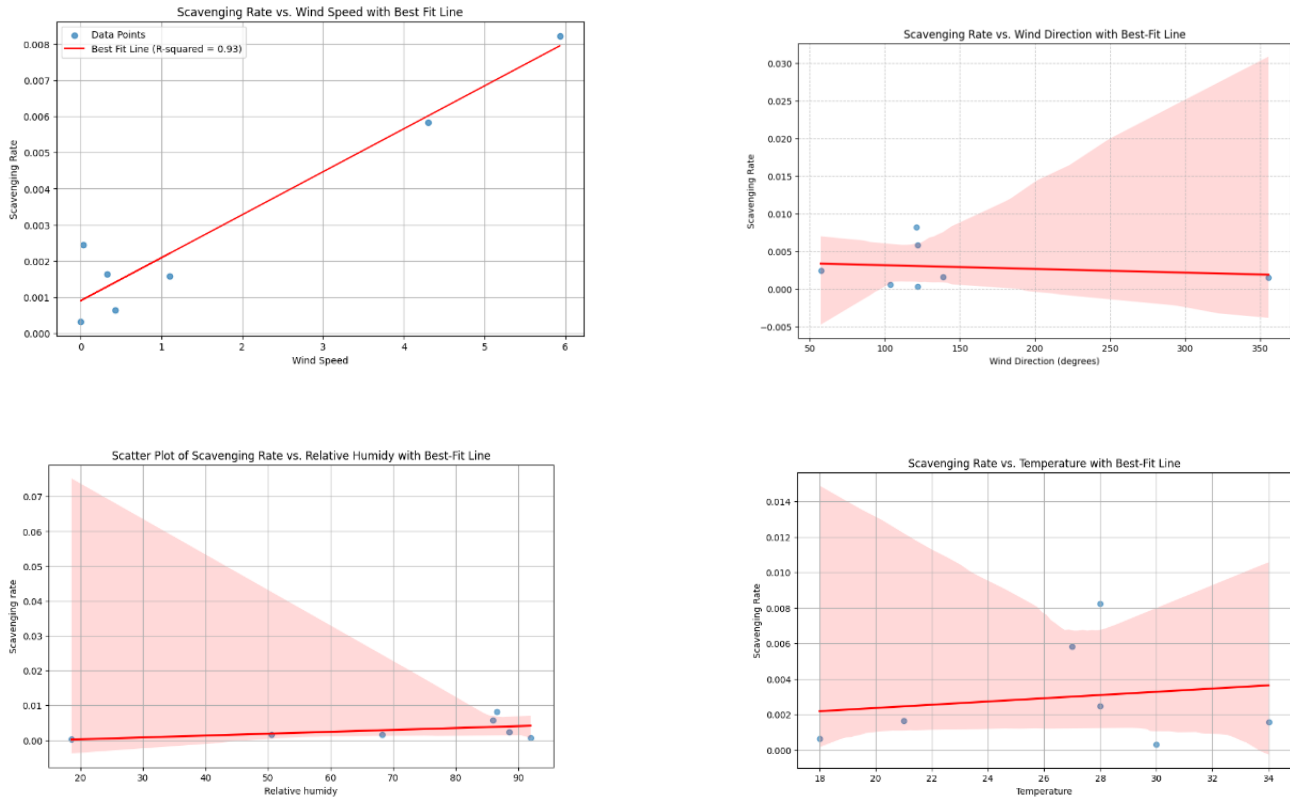 Scavenging Rate vs. Wind Speed with Best Fit Line
Data Points
Best Fit Line (R-squared = 0.93)
0.008
0.007
0.006
0.005
0.004
0.003
0.002
0.001
0.000
Scavenging Rate
0 1 2 3 4 5 6
Wind Speed
Scavenging Rate vs. Wind Direction with Best-Fit Line
0.030
0.025
0.020
0.015
0.010
0.005
0.000
−0.005
Scavenging Rate
50 100 150 200 250 300 350
Wind Direction (degrees)
Scatter Plot of Scavenging Rate vs. Relative Humidy with Best-Fit Line
0.07
0.06
0.05
0.04
0.03
0.02
0.01
0.00
Scavenging rate
20 30 40 50 60 70 80 90
Relative humidity
Scavenging Rate vs. Temperature with Best-Fit Line
0.014
0.012
0.010
0.008
0.006
0.004
0.002
0.000
Scavenging Rate
18 20 22 24 26 28 30 32 34
Temperature